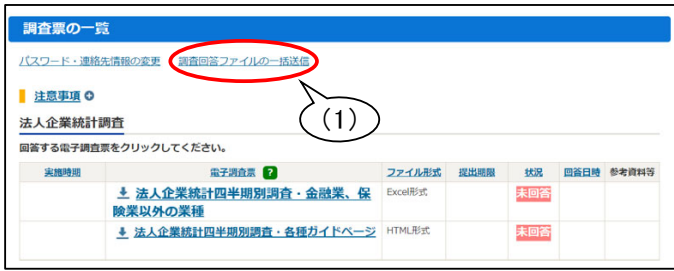 調査票の一覧
パスワード・連絡先情報の変更 調査回答ファイルの一括送信
注意事項
(1)
法人企業統計調査
回答する電子調査票をクリックしてください。
実施時期 電子調査票 ? ファイル形式 提出期限 状況 回答日時 参考資料等
法人企業統計四半期別調査・金融業、保 Excel形式 未回答
険業以外の業種
法人企業統計四半期別調査・各種ガイドページ HTML形式 未回答